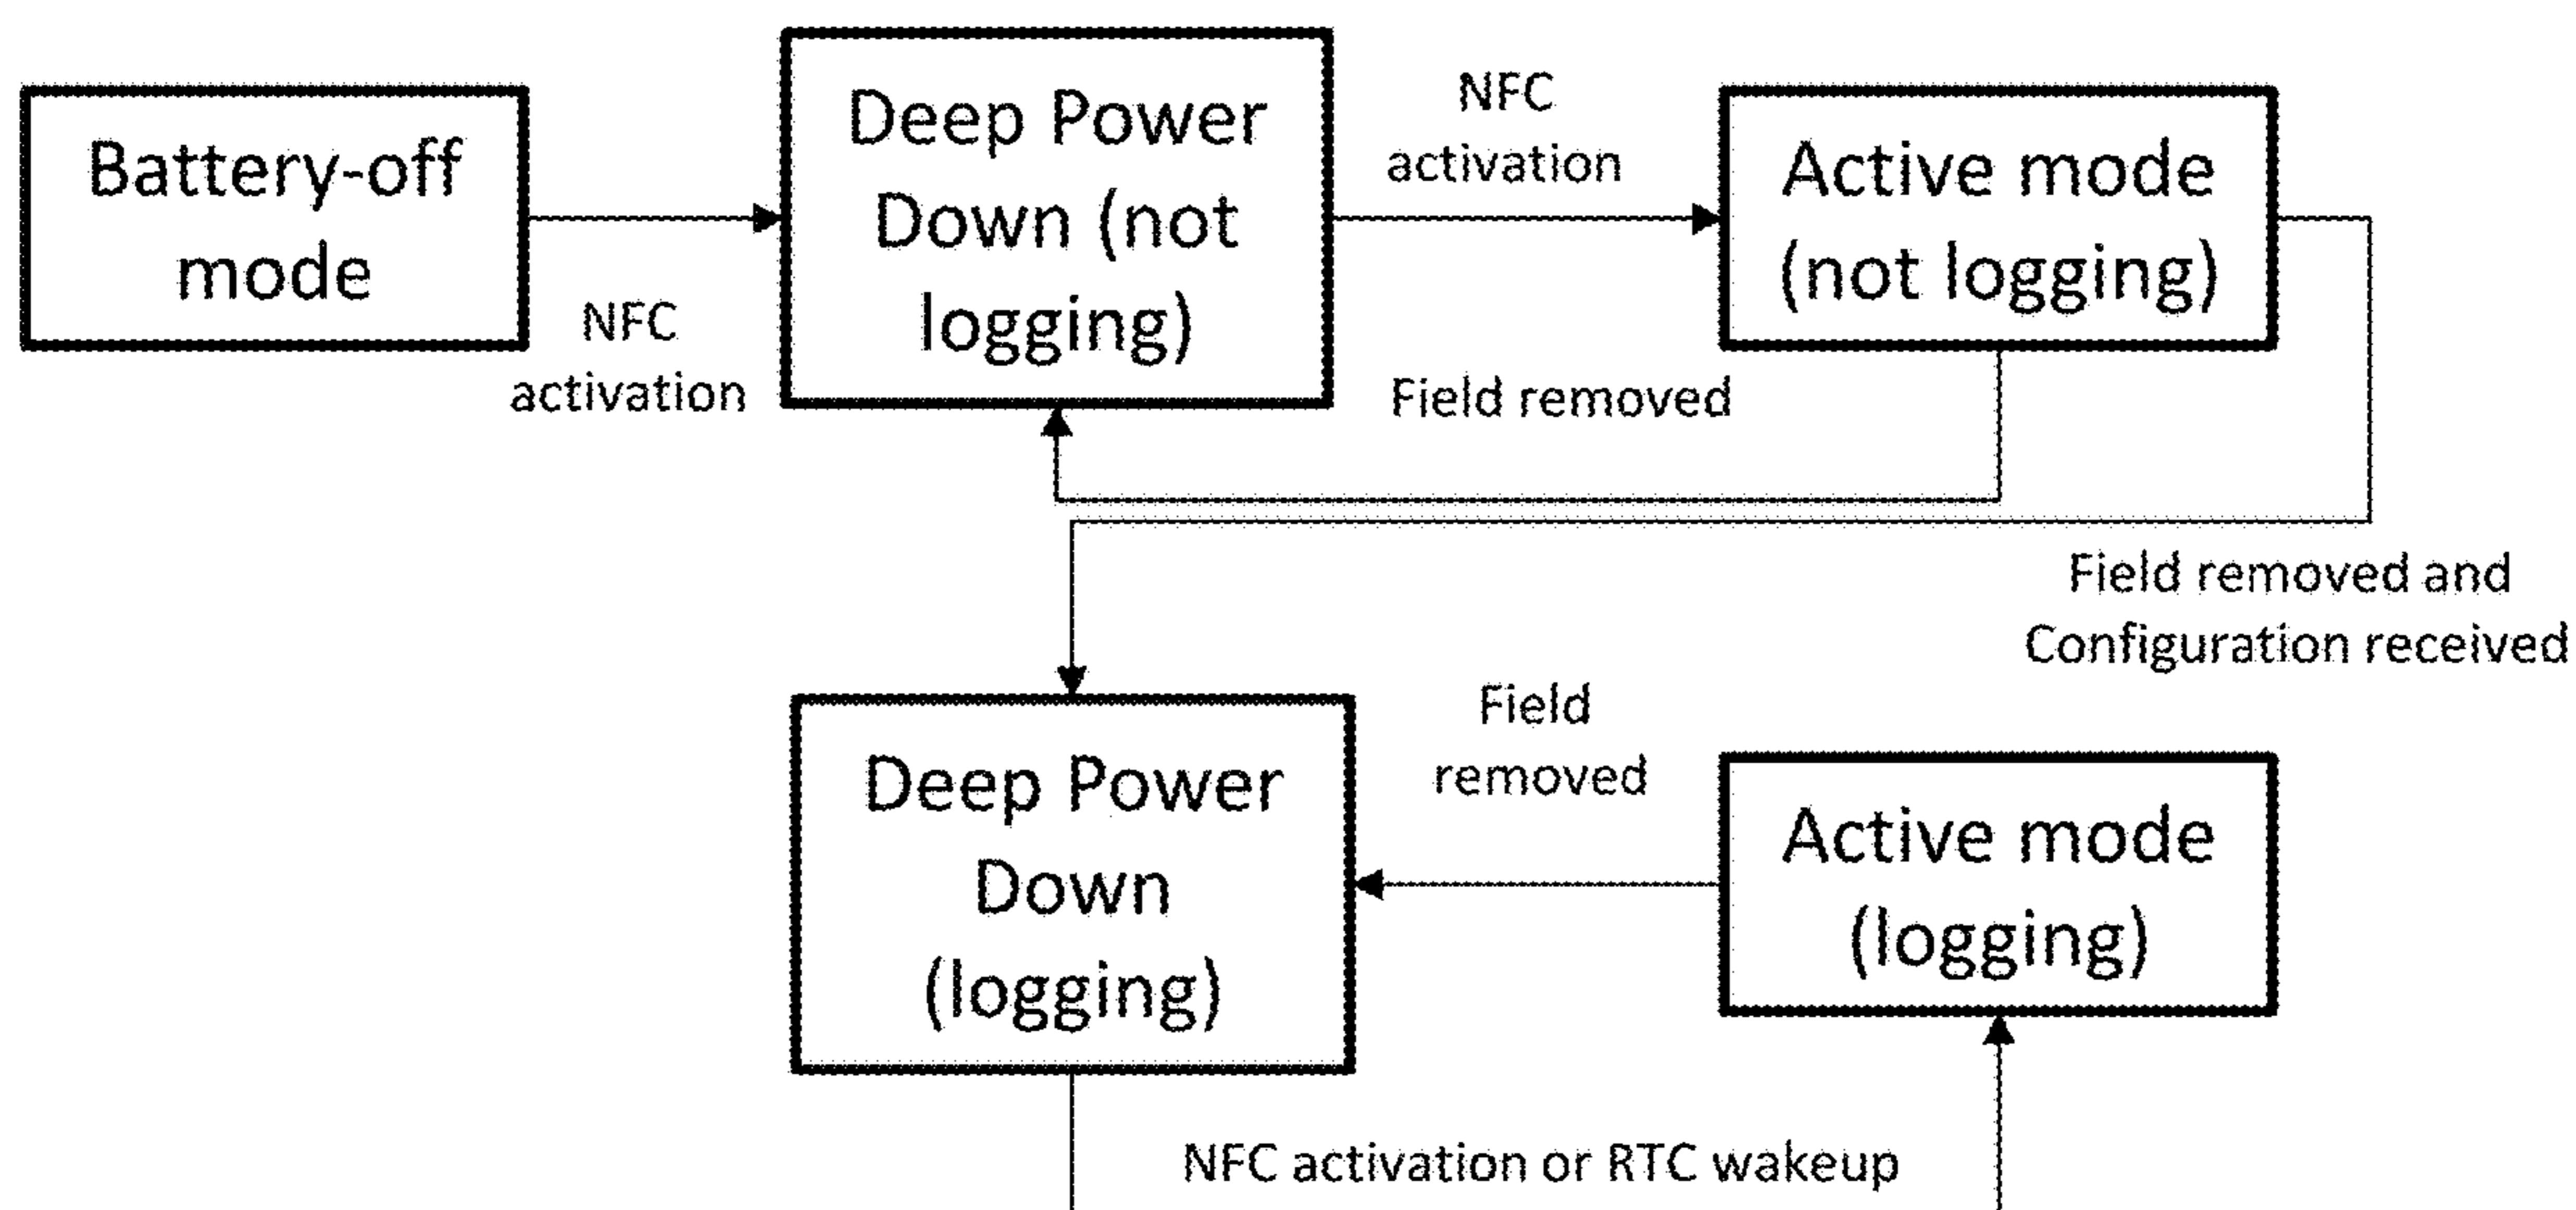 Battery-off
mode
NFC
activation
Deep Power
Down (not
logging)
NFC
activation
Active mode
(not logging)
Field removed
Field removed and
Configuration received
Deep Power
Down
(logging)
Field
removed
Active mode
(logging)
NFC activation or RTC wakeup